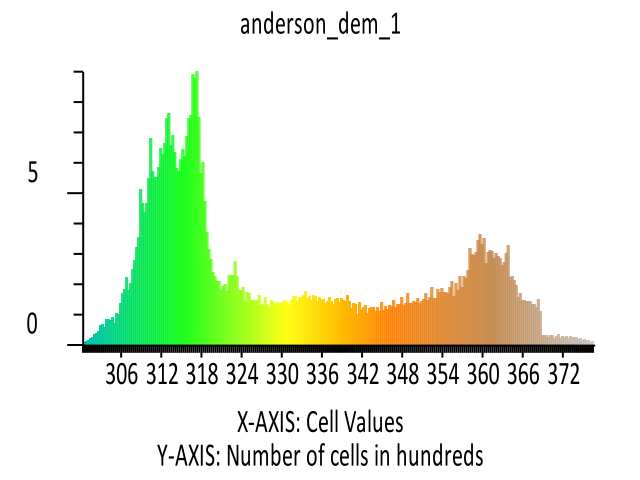 anderson_dem_1
5
0
306 312 318 324 330 336 342 348 354 360 366 372
X-AXIS: Cell Values
Y-AXIS: Number of cells in hundreds